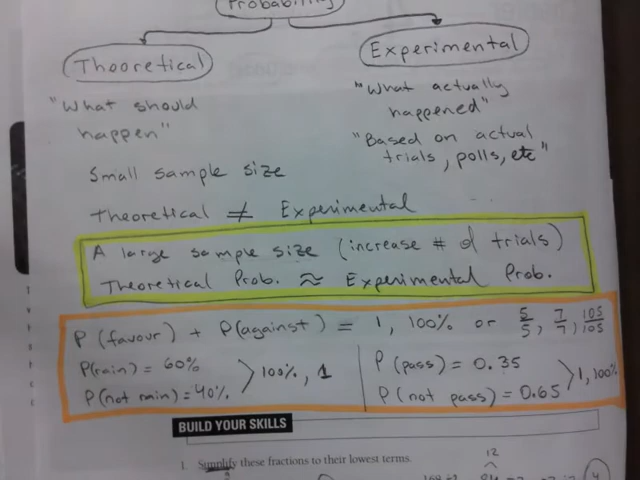 Probability
Thooretical
Experimental
"What should
happen"
"What actually
happened"
"Based on actual
trials, polls, etc"
Small sample size
Theoretical ≠ Experimental
A large sample size (increase # of trials)
Theoretical Prob. ≈ Experimental Prob.
P(favour) + P(against) = 1, 100% or 5/5, 7/7, 105/105
P(rain) = 60%
P(not rain) = 40%
100%, 1
P(pass) = 0.35
P(not pass) = 0.65
1, 100%
BUILD YOUR SKILLS
1. Simplify these fractions to their lowest terms.
12